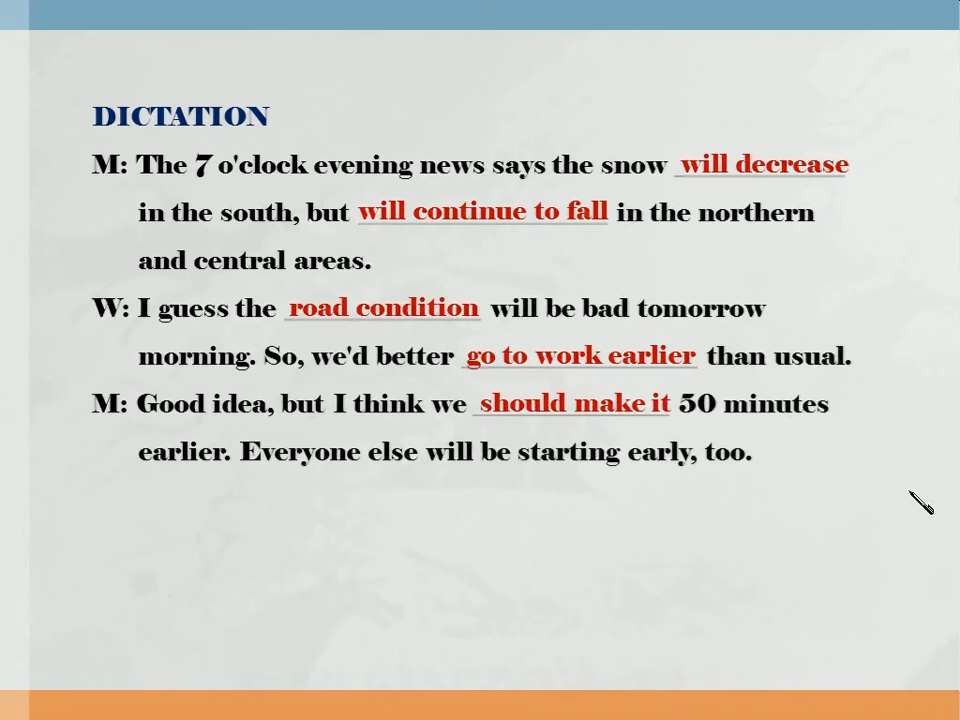 DICTATION
M: The 7 o'clock evening news says the snow will decrease
in the south, but will continue to fall in the northern
and central areas.
W: I guess the road condition will be bad tomorrow
morning. So, we'd better go to work earlier than usual.
M: Good idea, but I think we should make it 50 minutes
earlier. Everyone else will be starting early, too.